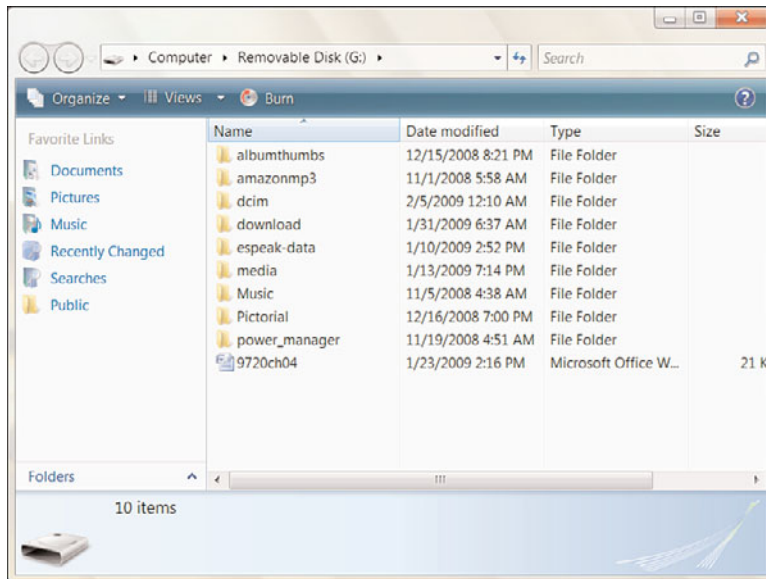 Computer Removable Disk (G:) Search
Organize Views Burn
Favorite Links
Documents
Pictures
Music
Recently Changed
Searches
Public
Folders
Name Date modified Type Size
albumthumbs 12/15/2008 8:21 PM File Folder
amazonmp3 11/1/2008 5:58 AM File Folder
dcim 2/5/2009 12:10 AM File Folder
download 1/31/2009 6:37 AM File Folder
espeak-data 1/10/2009 2:52 PM File Folder
media 1/13/2009 7:14 PM File Folder
Music 11/5/2008 4:38 AM File Folder
Pictorial 12/16/2008 7:00 PM File Folder
power_manager 11/19/2008 4:51 AM File Folder
9720ch04 1/23/2009 2:16 PM Microsoft Office W... 21 K
10 items